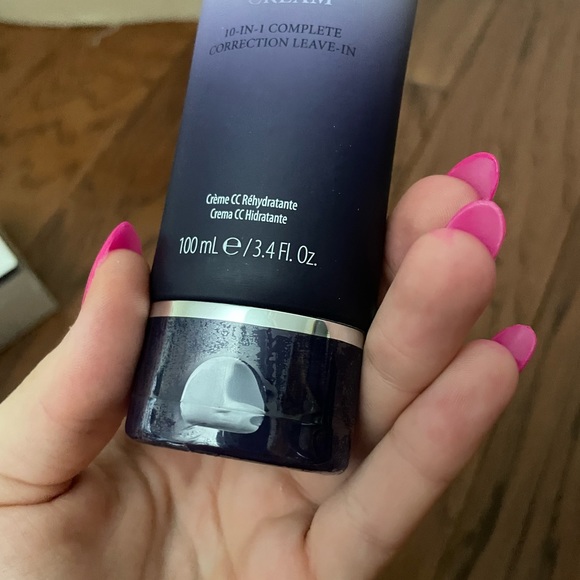 CREAM
10-IN-1 COMPLETE
CORRECTION LEAVE-IN
Crème CC Réhydratante
Crema CC Hidratante
100 mL ℮/3.4 Fl. Oz.